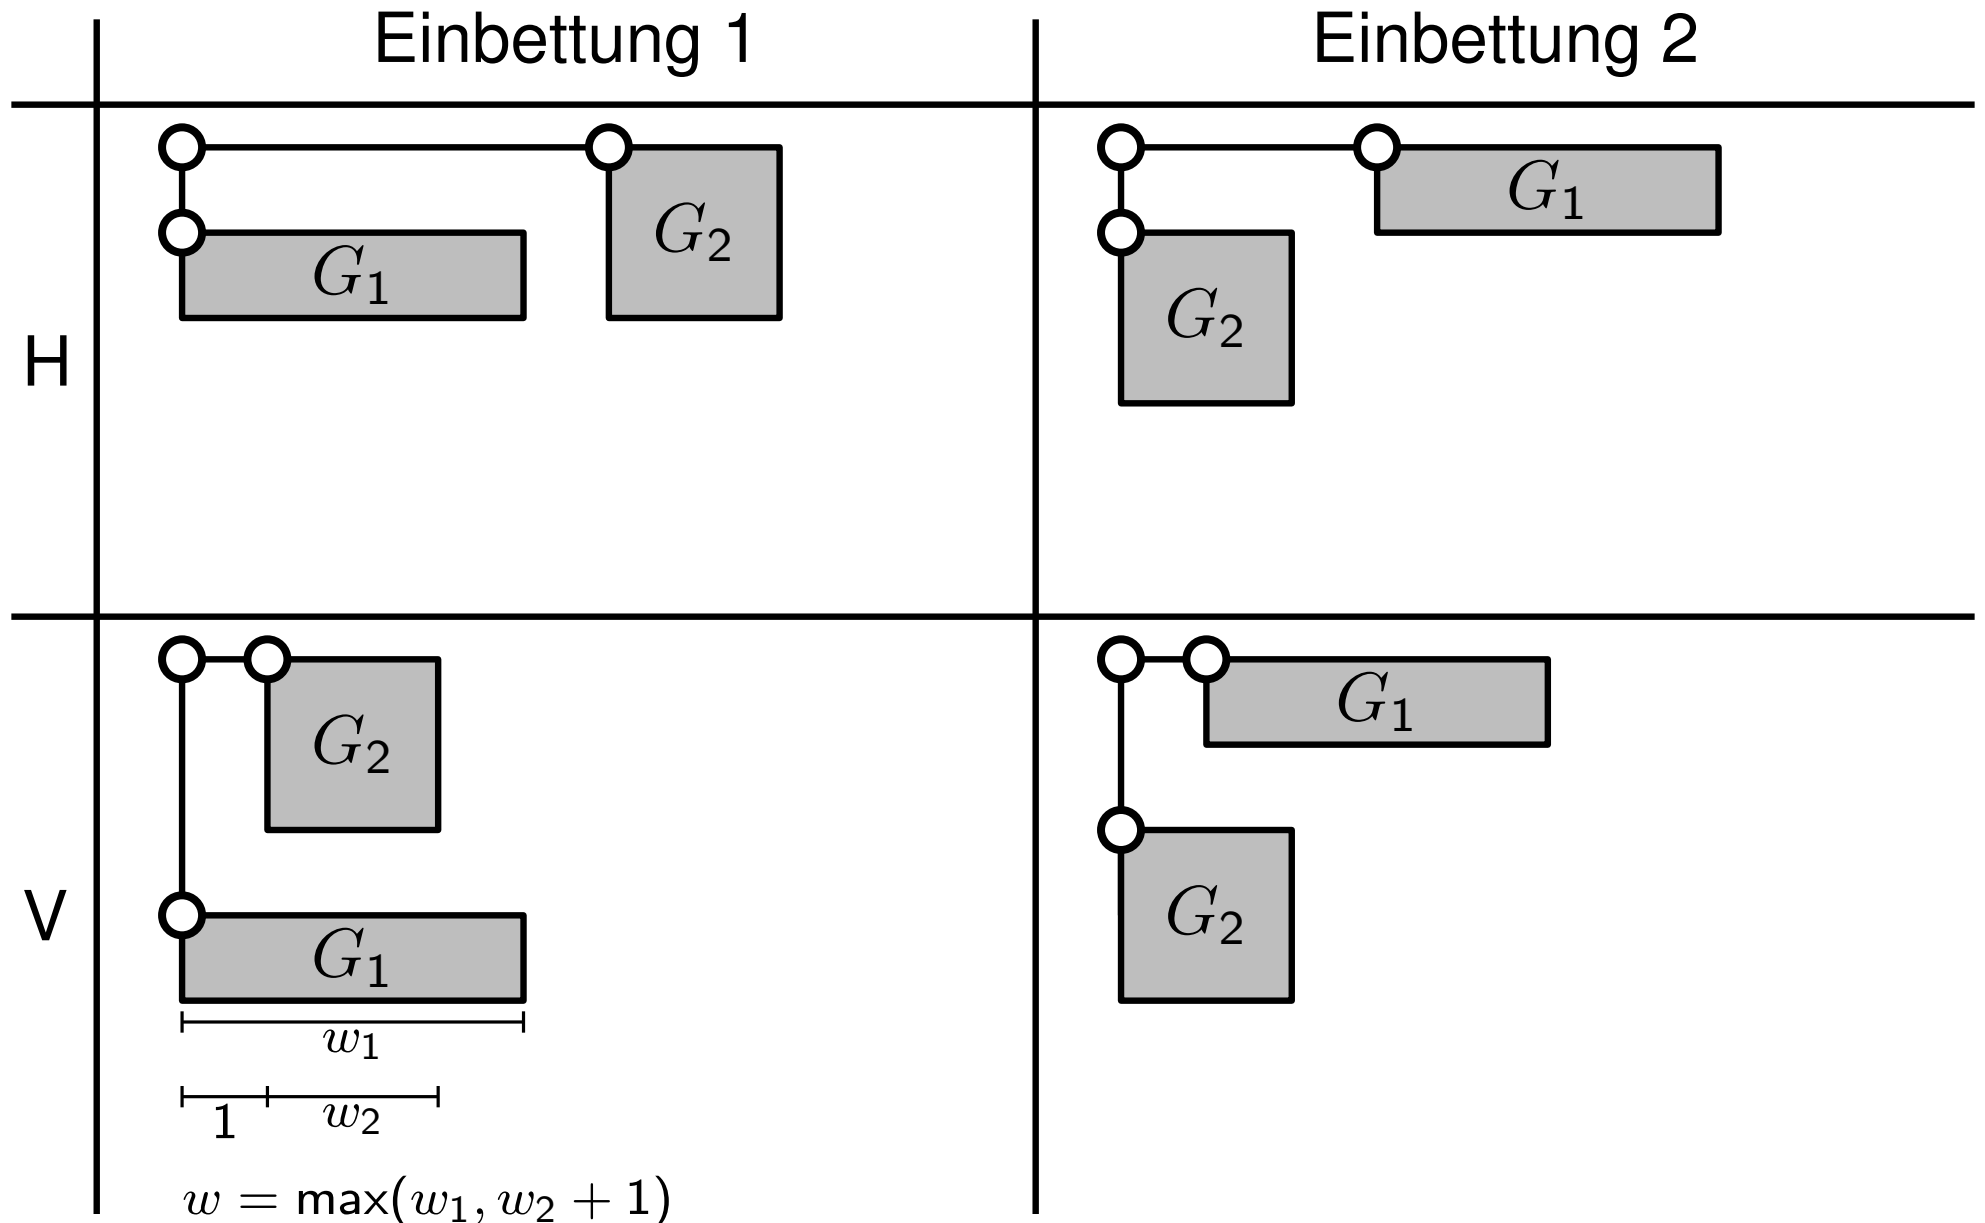 Einbettung 1
Einbettung 2
H
G₂
G₁
G₁
G₂
V
G₂
G₁
w₁
1
w₂
w = max(w₁, w₂ + 1)
G₁
G₂